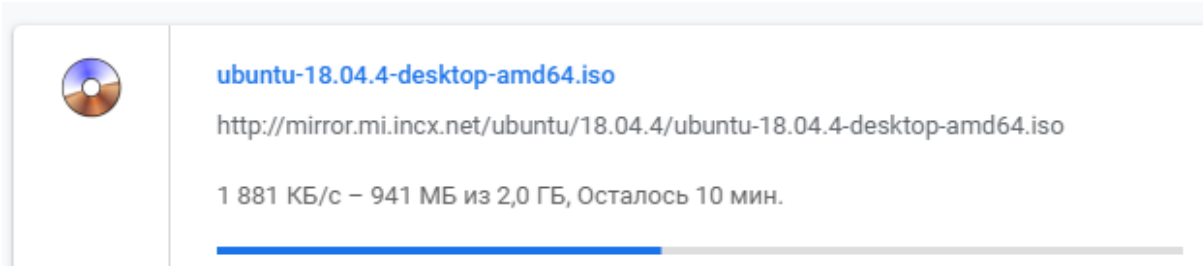 ubuntu-18.04.4-desktop-amd64.iso
http://mirror.mi.incx.net/ubuntu/18.04.4/ubuntu-18.04.4-desktop-amd64.iso
1 881 КБ/с – 941 МБ из 2,0 ГБ, Осталось 10 мин.